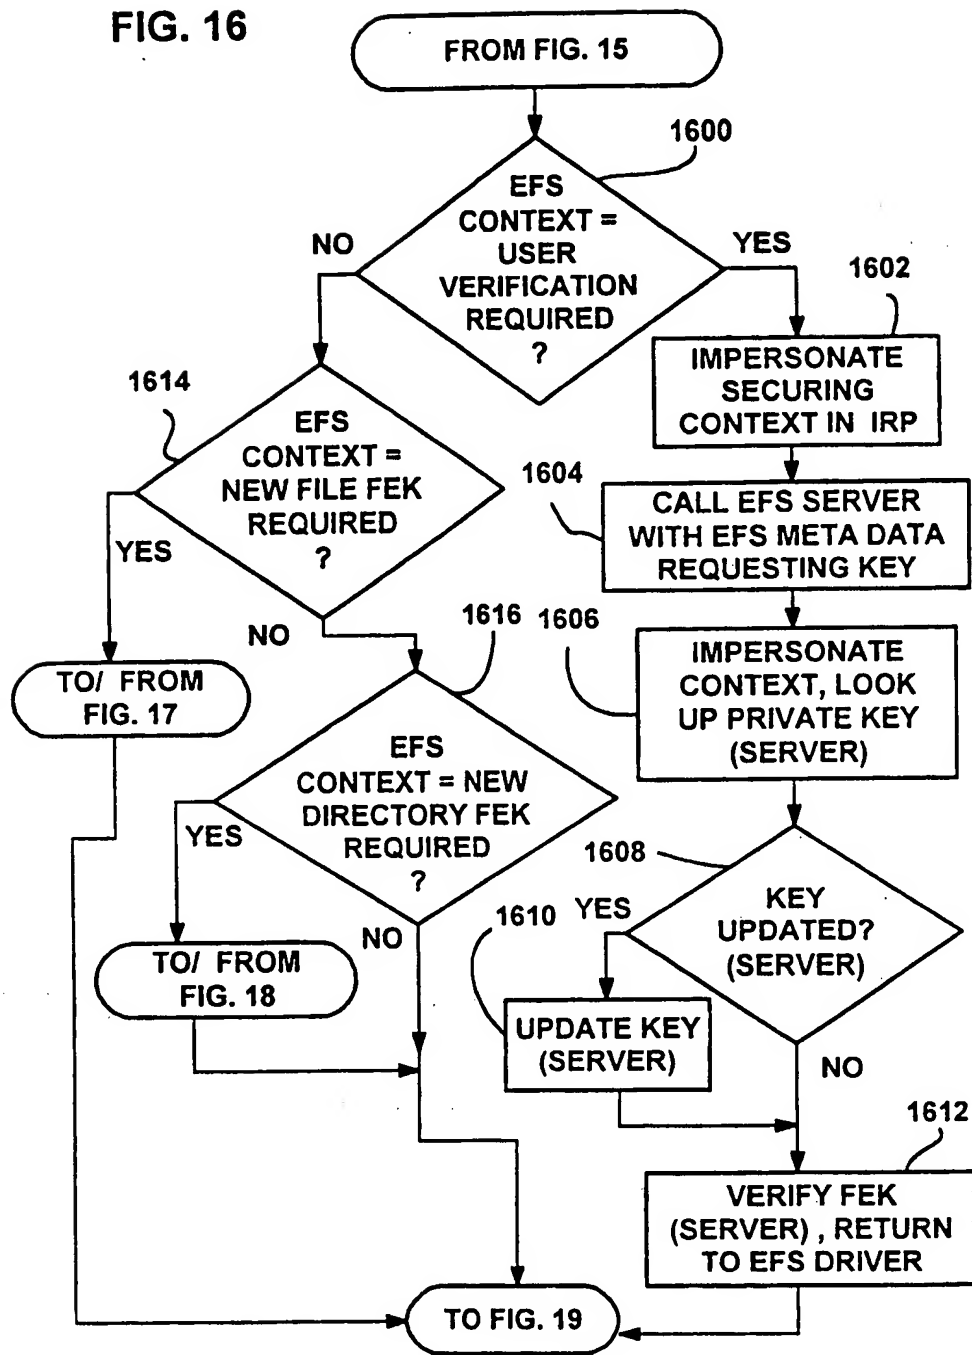 FIG. 16
FROM FIG. 15
1600
EFS
CONTEXT =
USER
VERIFICATION
REQUIRED
?
NO
YES
1602
IMPERSONATE
SECURING
CONTEXT IN IRP
1614
EFS
CONTEXT =
NEW FILE FEK
REQUIRED
?
YES
NO
1604
CALL EFS SERVER
WITH EFS META DATA
REQUESTING KEY
TO/ FROM
FIG. 17
1616
EFS
CONTEXT = NEW
DIRECTORY FEK
REQUIRED
?
YES
NO
1606
IMPERSONATE
CONTEXT, LOOK
UP PRIVATE KEY
(SERVER)
1608
KEY
UPDATED?
(SERVER)
YES
NO
TO/ FROM
FIG. 18
1610
UPDATE KEY
(SERVER)
1612
VERIFY FEK
(SERVER) , RETURN
TO EFS DRIVER
TO FIG. 19